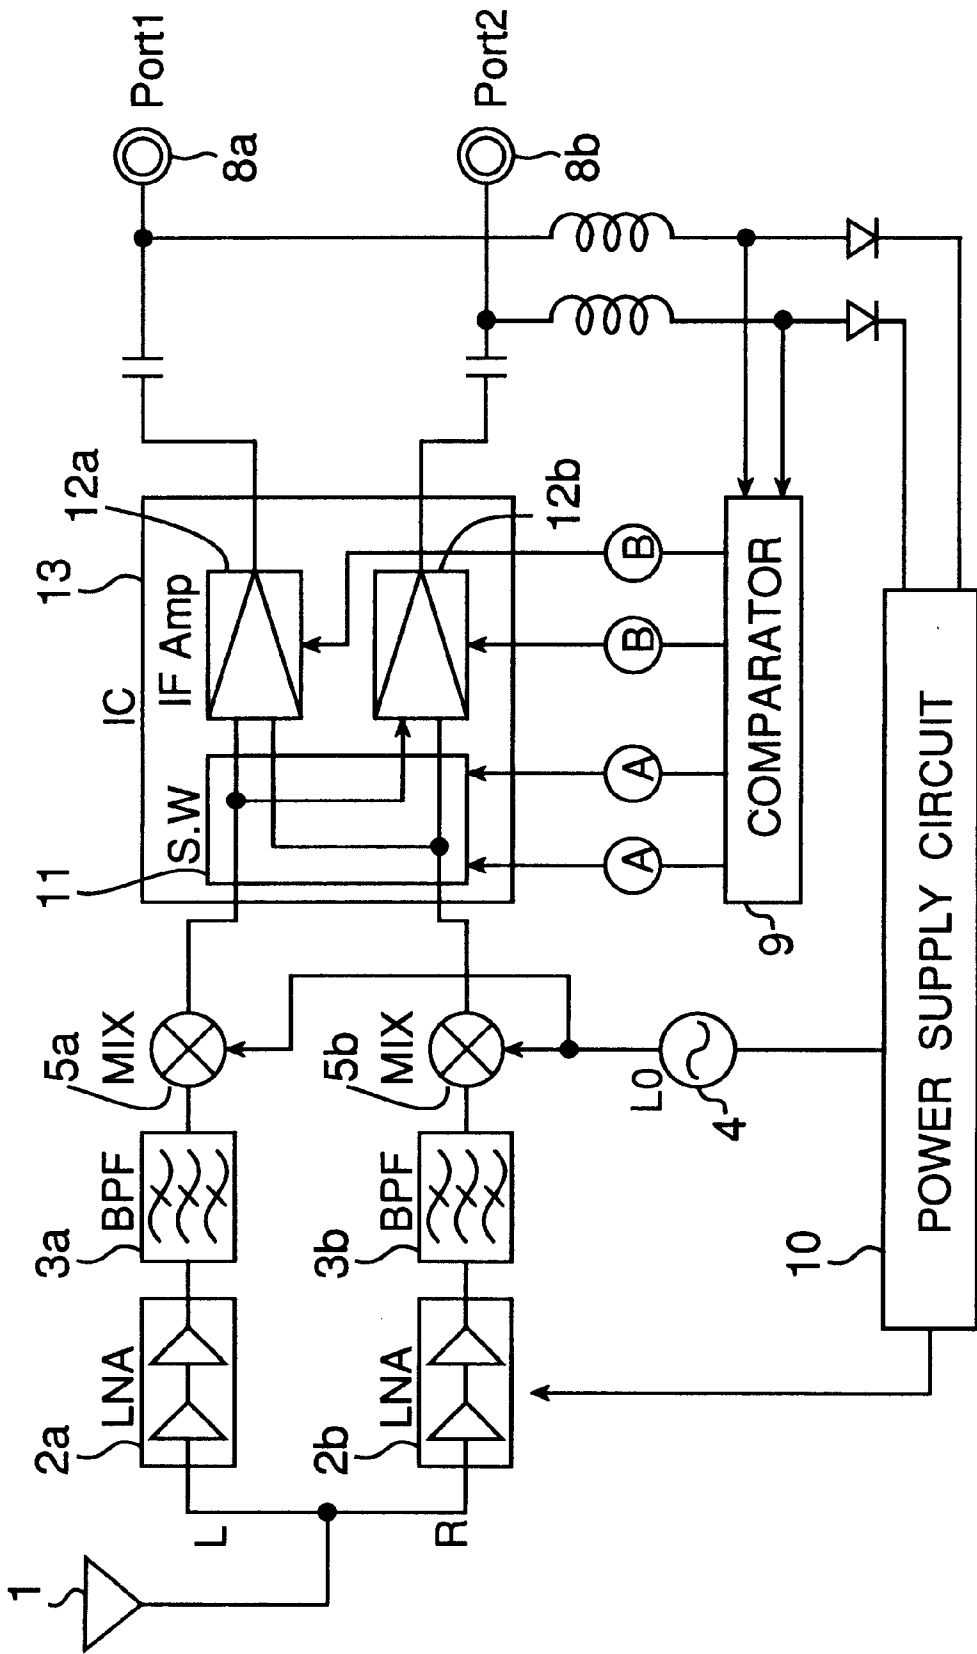 1
L
R
2a
LNA
2b
LNA
3a
BPF
3b
BPF
5a
MIX
5b
MIX
LO
4
11
S.W
IC
13
IF Amp
12a
12b
A
A
B
B
COMPARATOR
9
10
POWER SUPPLY CIRCUIT
8a
Port1
8b
Port2